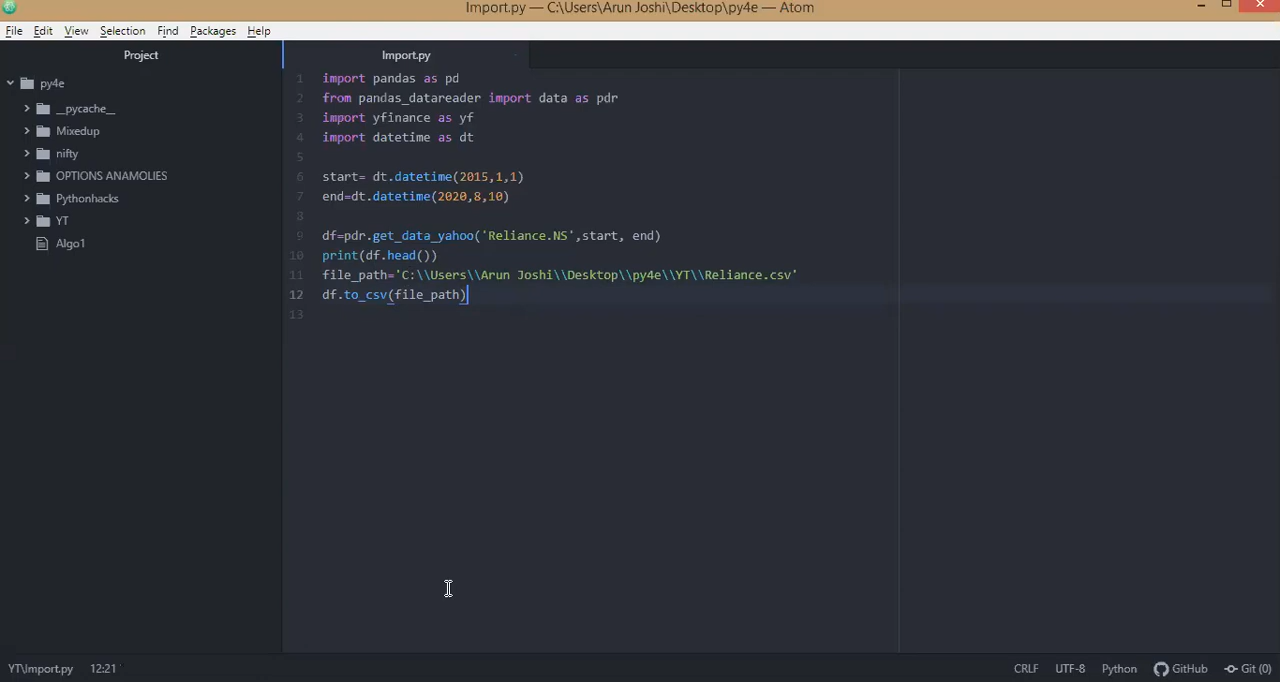 Import.py — C:\Users\Arun Joshi\Desktop\py4e — Atom
File Edit View Selection Find Packages Help
Project
Import.py
py4e
__pycache__
Mixedup
nifty
OPTIONS ANAMOLIES
Pythonhacks
YT
Algo1
1 import pandas as pd
2 from pandas_datareader import data as pdr
3 import yfinance as yf
4 import datetime as dt
5
6 start= dt.datetime(2015,1,1)
7 end=dt.datetime(2020,8,10)
8
9 df=pdr.get_data_yahoo('Reliance.NS',start, end)
10 print(df.head())
11 file_path='C:\\Users\\Arun Joshi\\Desktop\\py4e\\YT\\Reliance.csv'
12 df.to_csv(file_path)
13
YT\Import.py 12:21 CRLF UTF-8 Python GitHub Git (0)